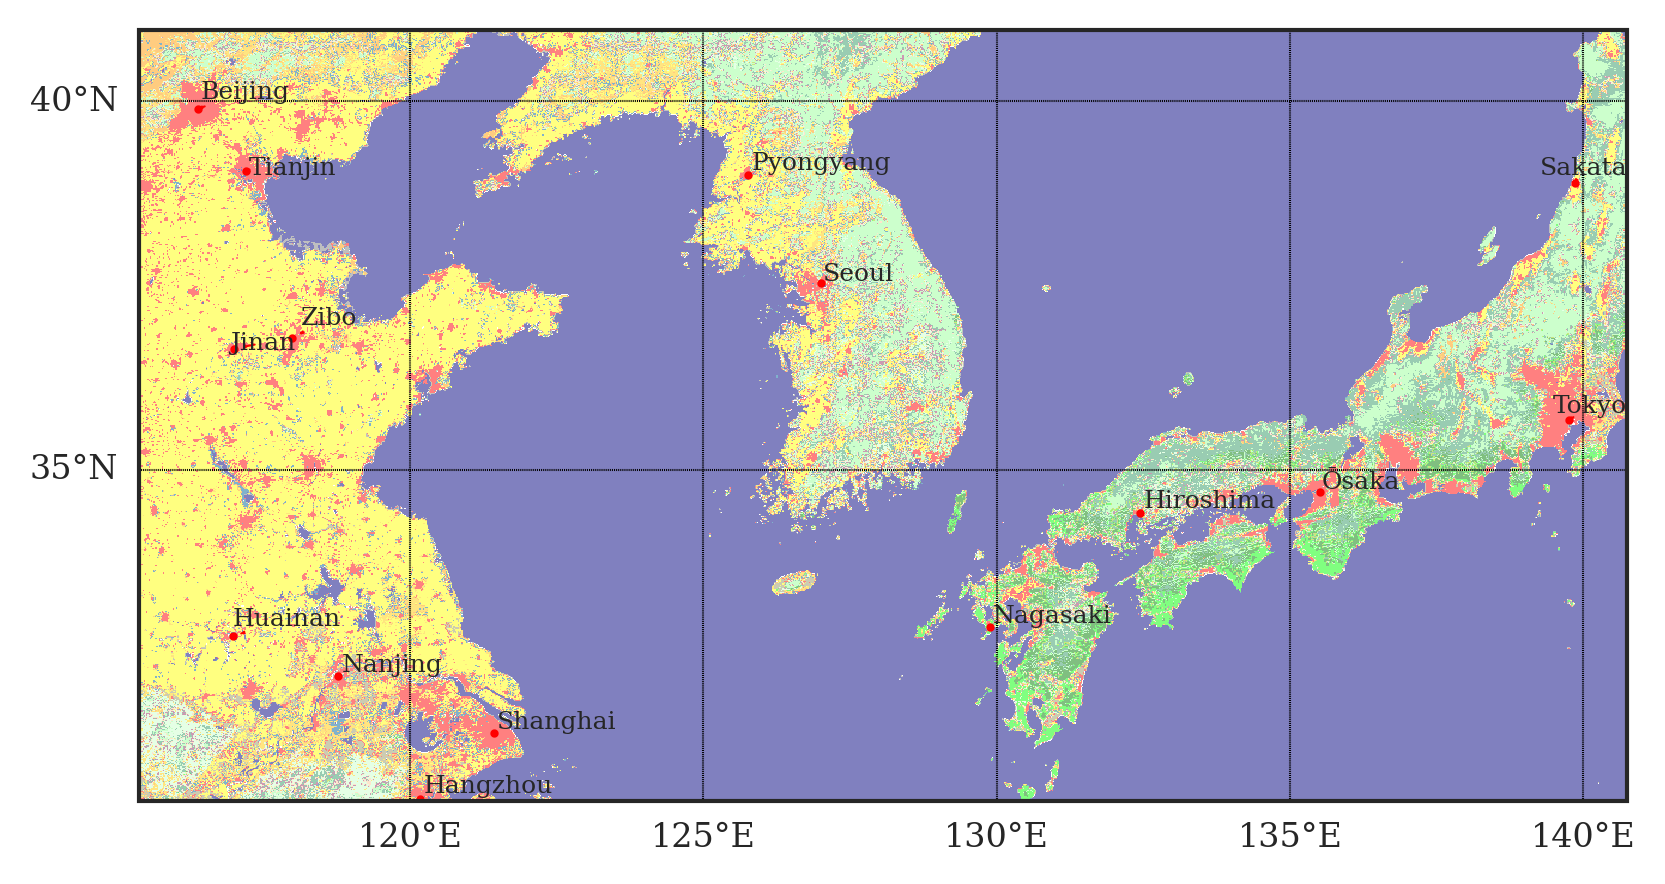 Beijing
40°N
Tianjin
Pyongyang
Sakata
Seoul
Zibo
Jinan
Tokyo
35°N
Osaka
Hiroshima
Huainan
Nagasaki
Nanjing
Shanghai
Hangzhou
120°E
125°E
130°E
135°E
140°E